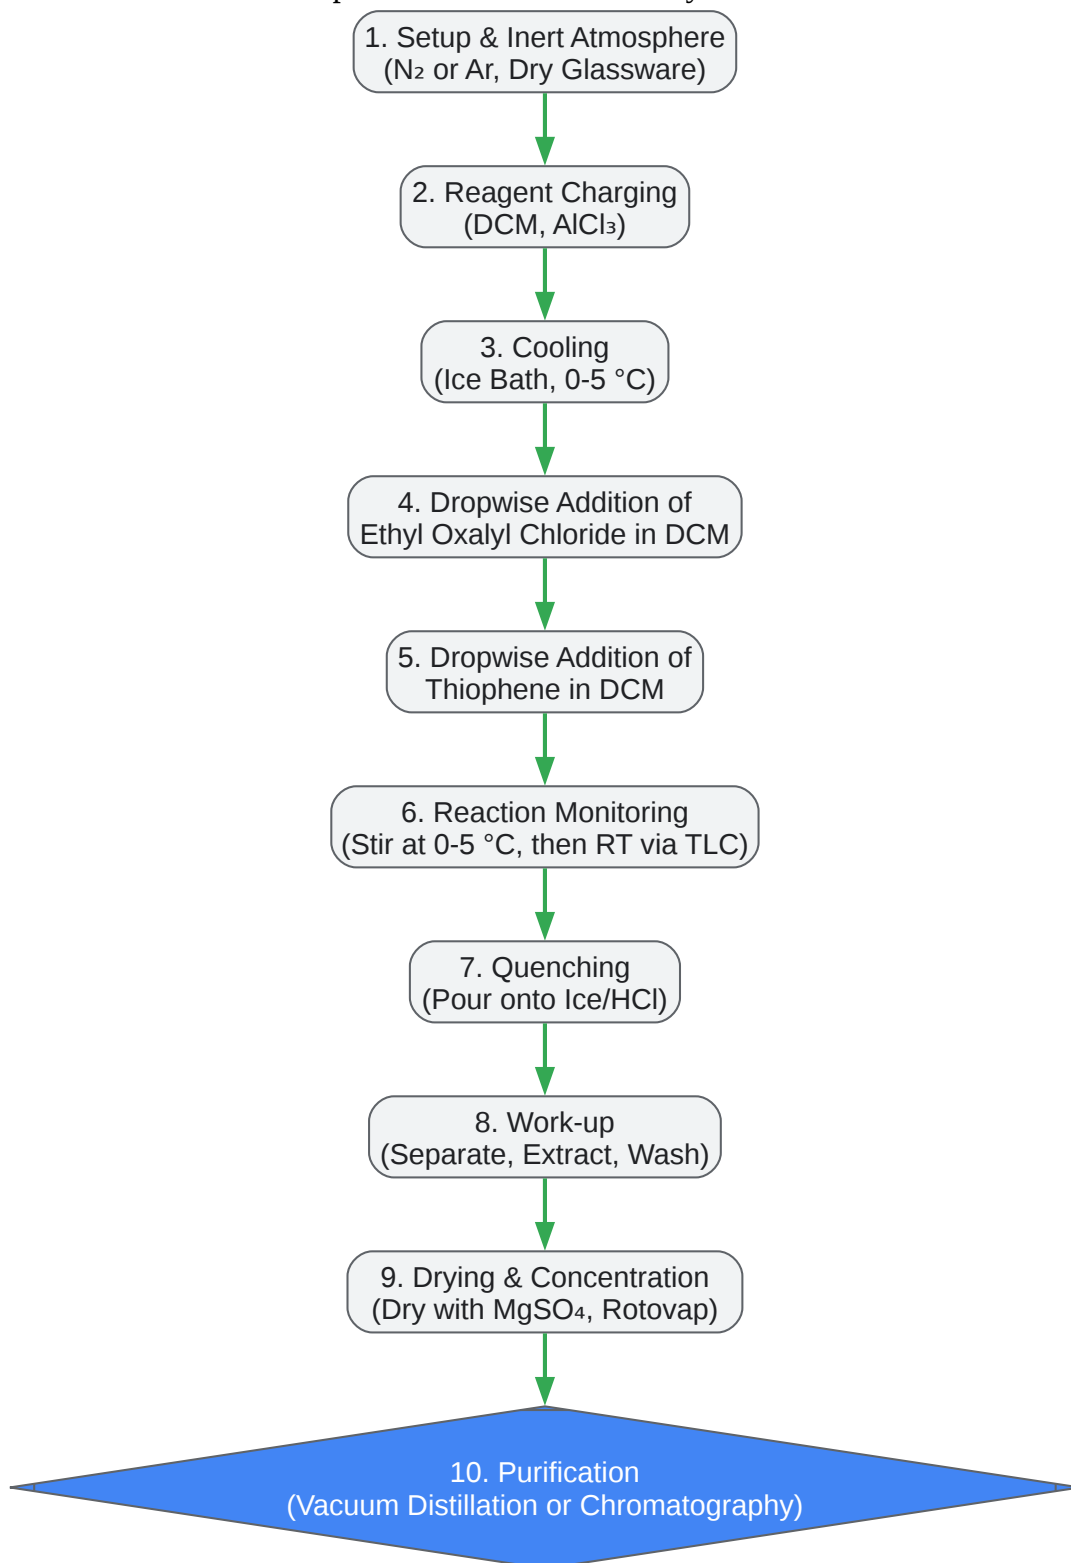 1. Setup & Inert Atmosphere
(N₂ or Ar, Dry Glassware)
2. Reagent Charging
(DCM, AlCl₃)
3. Cooling
(Ice Bath, 0-5 °C)
4. Dropwise Addition of
Ethyl Oxalyl Chloride in DCM
5. Dropwise Addition of
Thiophene in DCM
6. Reaction Monitoring
(Stir at 0-5 °C, then RT via TLC)
7. Quenching
(Pour onto Ice/HCl)
8. Work-up
(Separate, Extract, Wash)
9. Drying & Concentration
(Dry with MgSO₄, Rotovap)
10. Purification
(Vacuum Distillation or Chromatography)